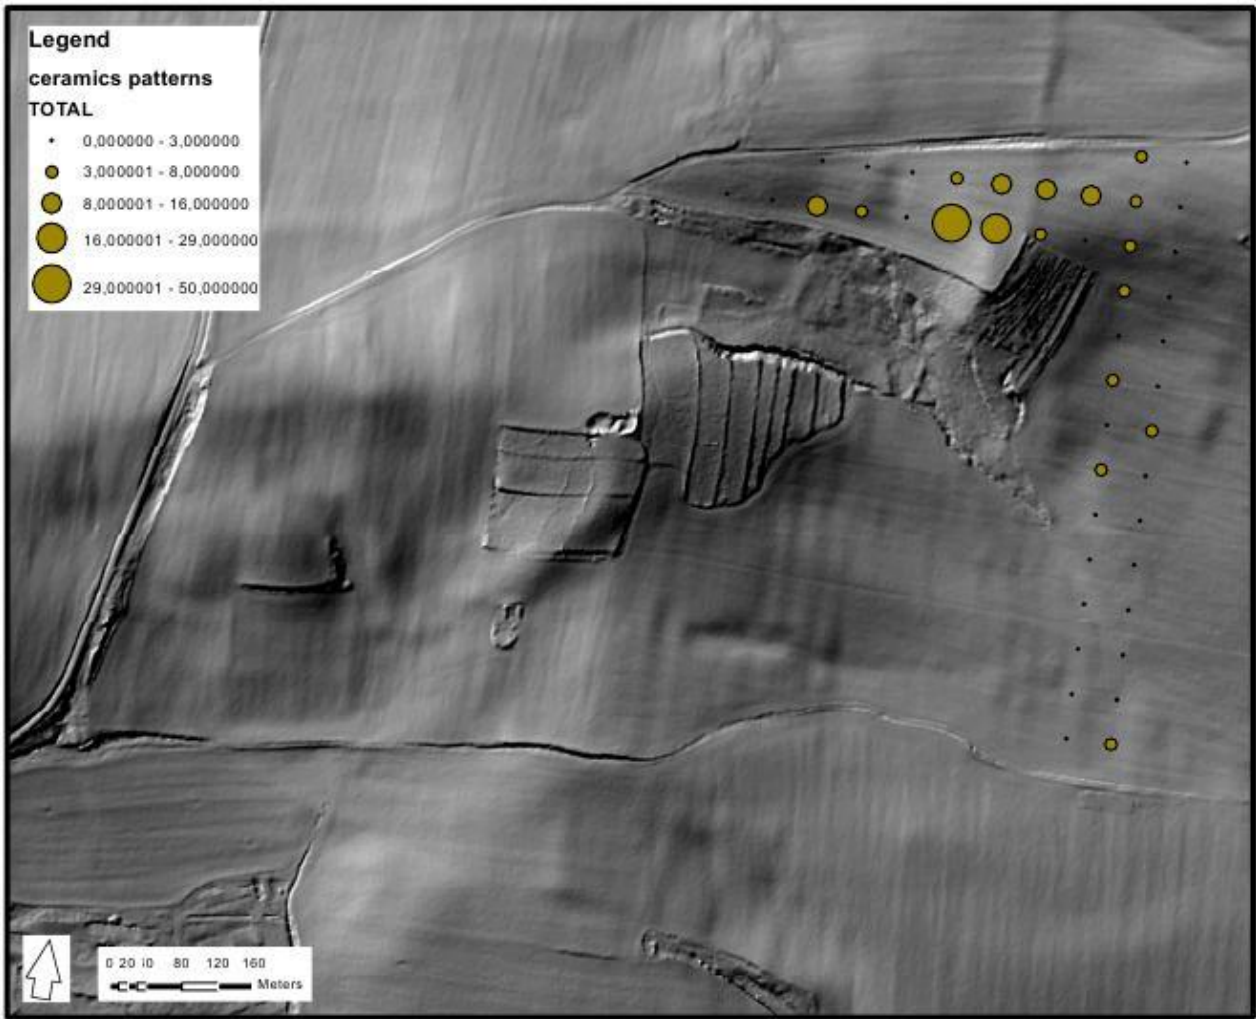 Legend
ceramics patterns
TOTAL
0,000000 - 3,000000
3,000001 - 8,000000
8,000001 - 16,000000
16,000001 - 29,000000
29,000001 - 50,000000
0 20 40 80 120 160
Meters